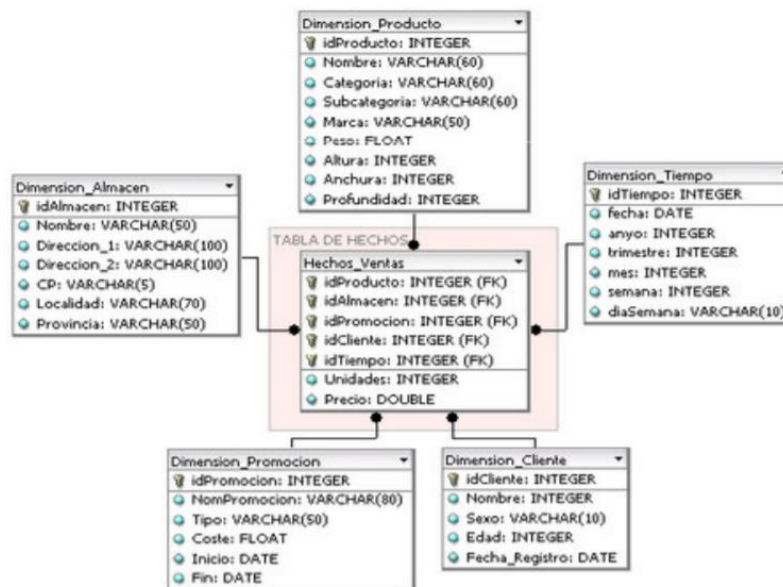 Dimension_Producto
idProducto: INTEGER
Nombre: VARCHAR(60)
Categoria: VARCHAR(60)
Subcategoria: VARCHAR(60)
Marca: VARCHAR(50)
Peso: FLOAT
Altura: INTEGER
Anchura: INTEGER
Profundidad: INTEGER
Dimension_Almacen
idAlmacen: INTEGER
Nombre: VARCHAR(50)
Direccion_1: VARCHAR(100)
Direccion_2: VARCHAR(100)
CP: VARCHAR(5)
Localidad: VARCHAR(70)
Provincia: VARCHAR(50)
Dimension_Tiempo
idTiempo: INTEGER
fecha: DATE
anyo: INTEGER
trimestre: INTEGER
mes: INTEGER
semana: INTEGER
diaSemana: VARCHAR(10)
TABLA DE HECHOS
Hechos_Ventas
idProducto: INTEGER (FK)
idAlmacen: INTEGER (FK)
idPromocion: INTEGER (FK)
idCliente: INTEGER (FK)
idTiempo: INTEGER (FK)
Unidades: INTEGER
Precio: DOUBLE
Dimension_Promocion
idPromocion: INTEGER
NomPromocion: VARCHAR(80)
Tipo: VARCHAR(50)
Coste: FLOAT
Inicio: DATE
Fin: DATE
Dimension_Cliente
idCliente: INTEGER
Nombre: INTEGER
Sexo: VARCHAR(10)
Edad: INTEGER
Fecha_Registro: DATE